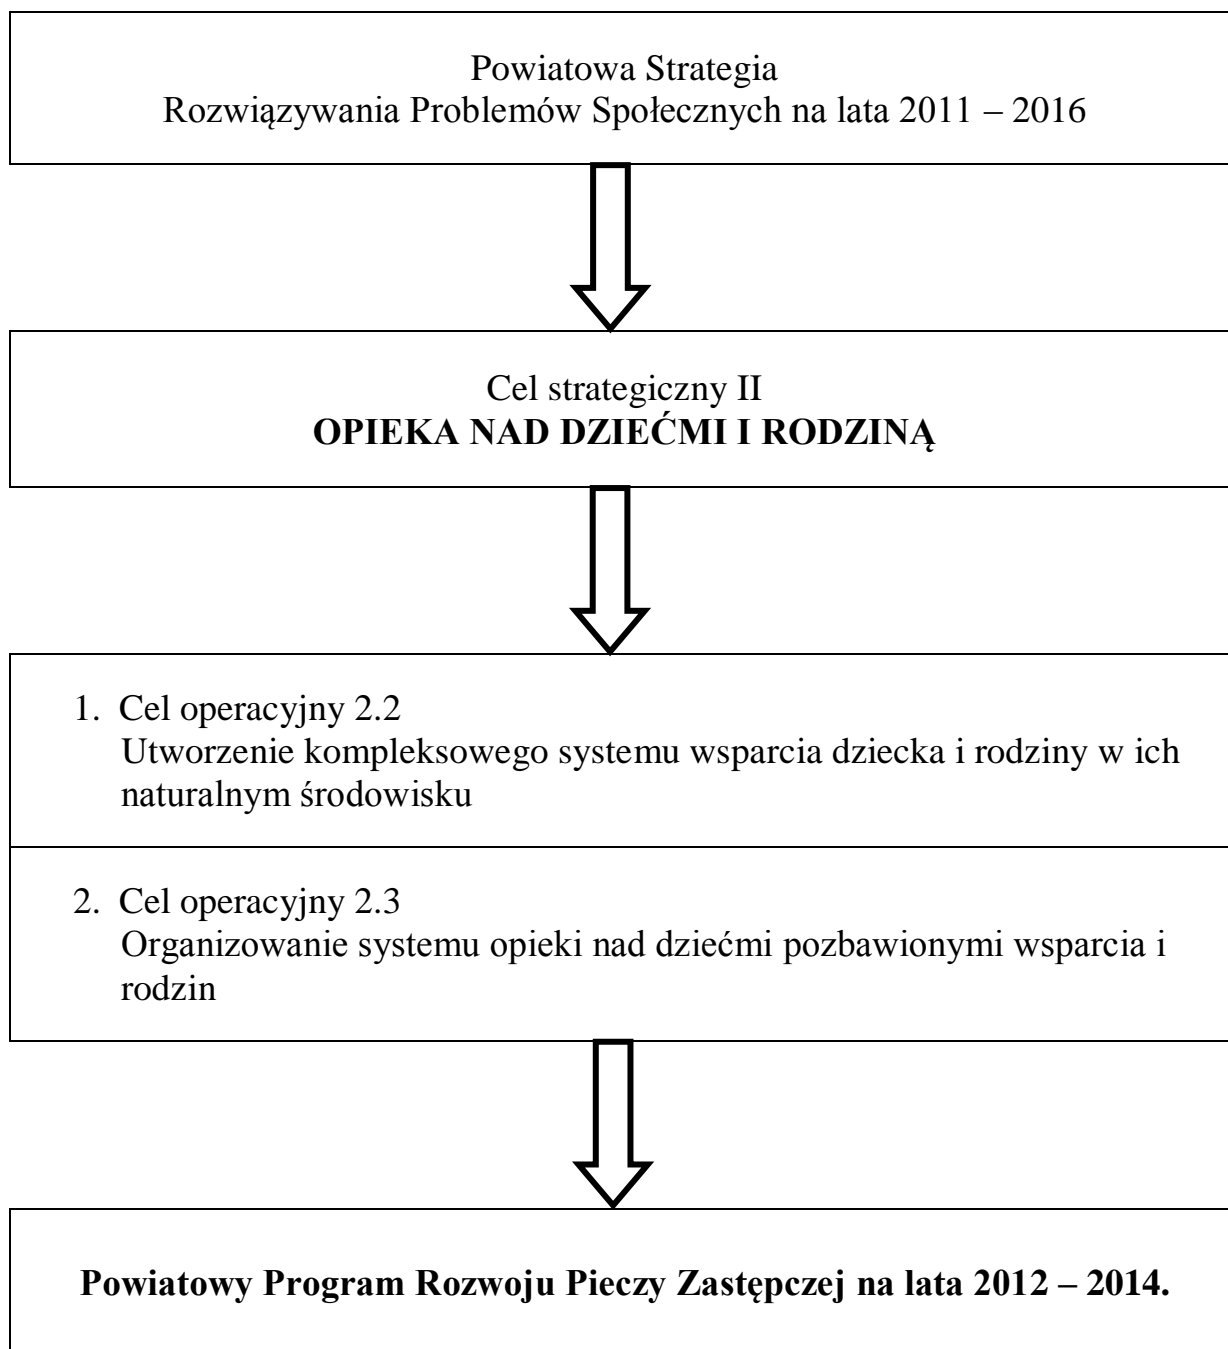 Powiatowa Strategia
Rozwiązywania Problemów Społecznych na lata 2011 – 2016
Cel strategiczny II
OPIEKA NAD DZIEĆMI I RODZINĄ
1. Cel operacyjny 2.2
Utworzenie kompleksowego systemu wsparcia dziecka i rodziny w ich
naturalnym środowisku
2. Cel operacyjny 2.3
Organizowanie systemu opieki nad dziećmi pozbawionymi wsparcia i
rodzin
Powiatowy Program Rozwoju Pieczy Zastępczej na lata 2012 – 2014.